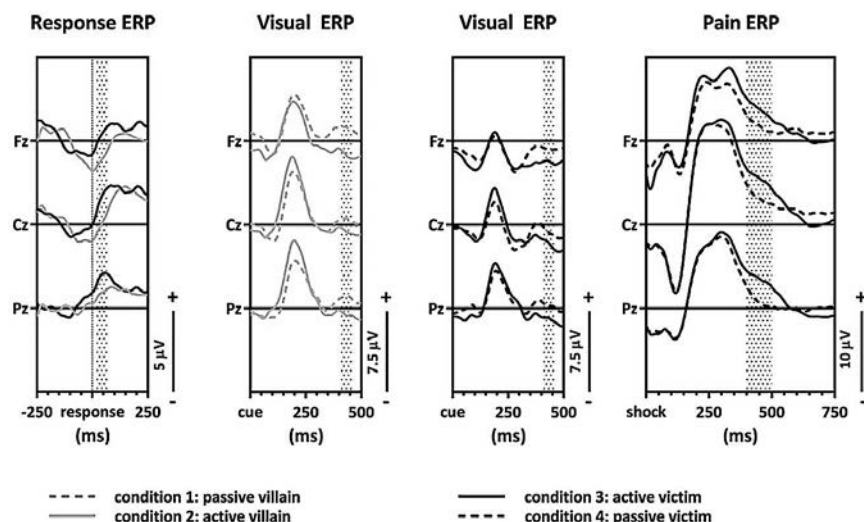 Response ERP Visual ERP Visual ERP Pain ERP
Fz Fz Fz Fz
Cz Cz Cz Cz
Pz Pz Pz Pz
+ + + +
5 µV 7.5 µV 7.5 µV 10 µV
- - - -
-250 response 250 cue 250 500 cue 250 500 shock 250 500 750
(ms) (ms) (ms) (ms)
condition 1: passive villain condition 3: active victim
condition 2: active villain condition 4: passive victim